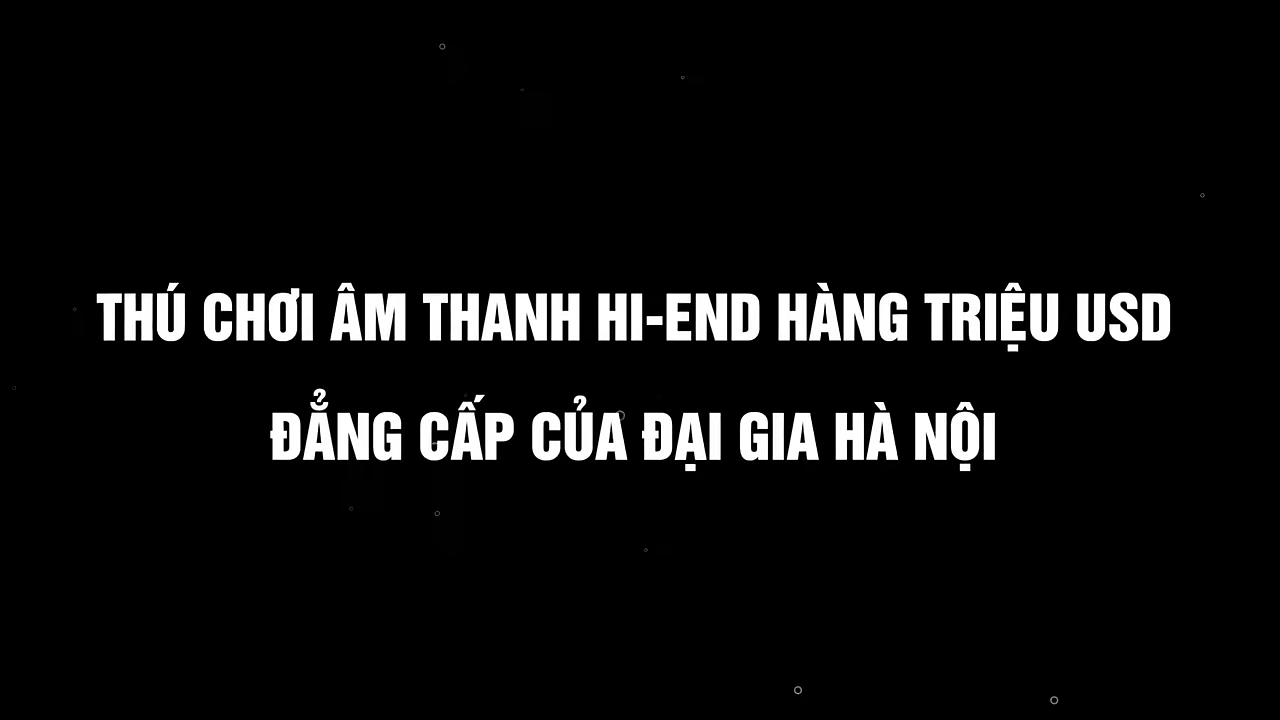 THÚ CHƠI ÂM THANH HI-END HÀNG TRIỆU USD
ĐẲNG CẤP CỦA ĐẠI GIA HÀ NỘI